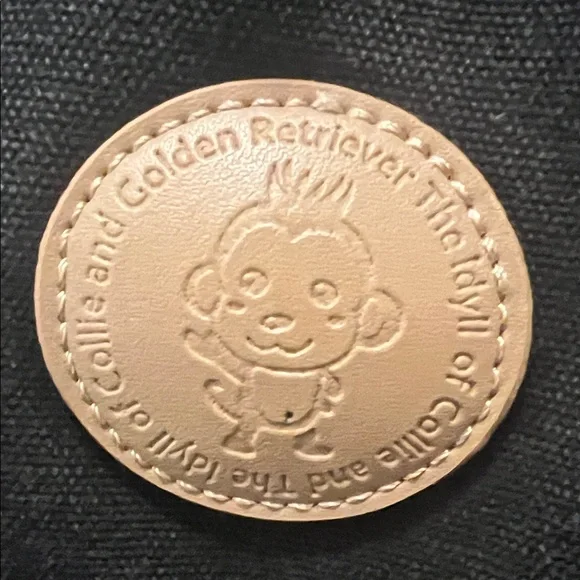 The Idyll of Collie and Golden Retriever The Idyll of Collie and